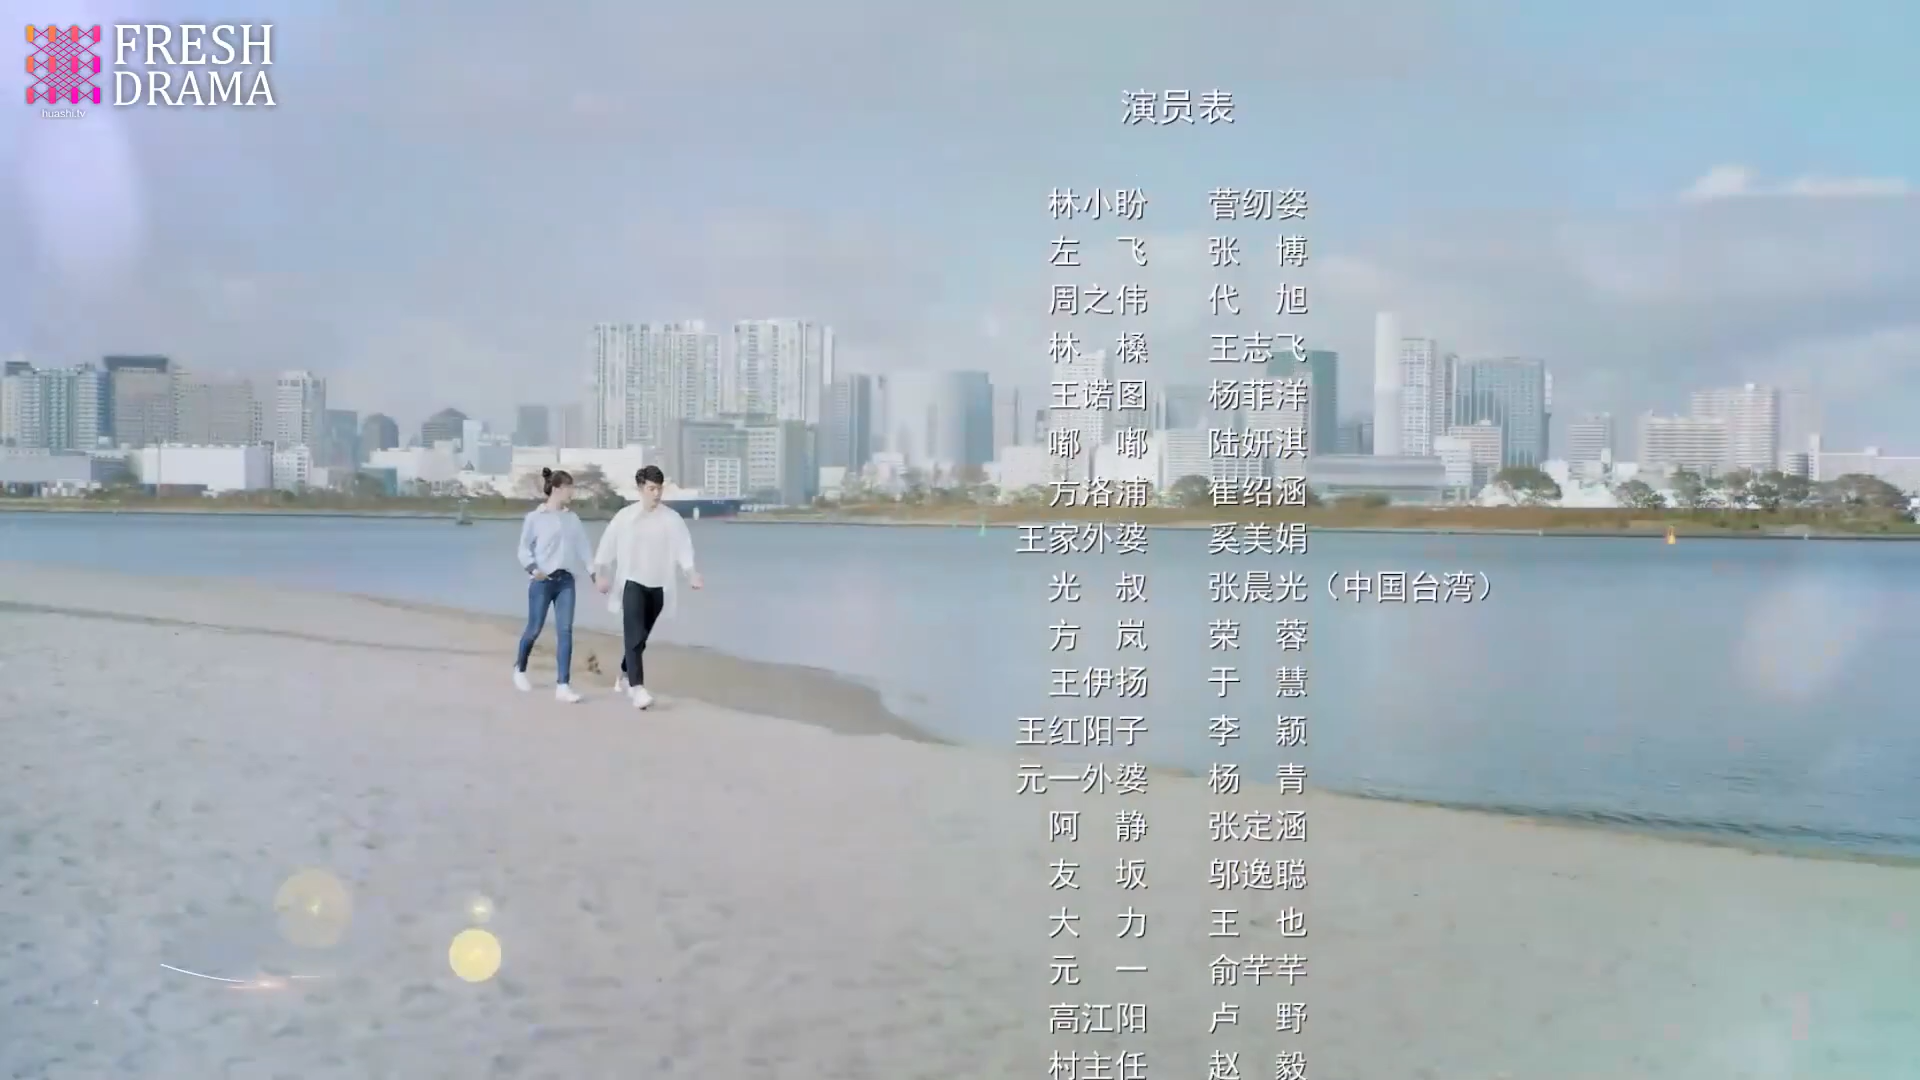 FRESH
DRAMA
huashi.tv
演员表
林小盼 菅纫姿
左 飞 张 博
周之伟 代 旭
林 槡 王志飞
王诺图 杨菲洋
嘟 嘟 陆妍淇
方洛浦 崔绍涵
王家外婆 奚美娟
光 叔 张晨光（中国台湾）
方 岚 荣 蓉
王伊扬 于 慧
王红阳子 李 颖
元一外婆 杨 青
阿 静 张定涵
友 坂 邬逸聪
大 力 王 也
元 一 俞芊芊
高江阳 卢 野
村主任 赵 毅